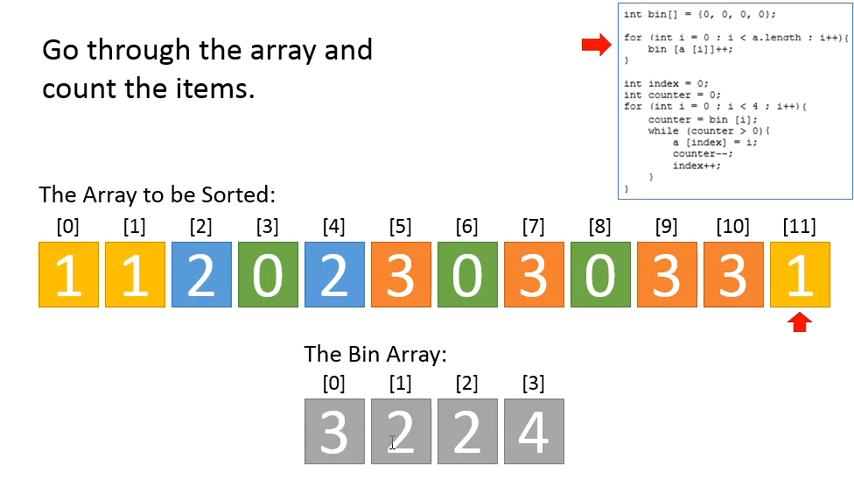 Go through the array and
count the items.
int bin[] = {0, 0, 0, 0};
for (int i = 0 ; i < a.length ; i++){
bin [a [i]]++;
}
int index = 0;
int counter = 0;
for (int i = 0 ; i < 4 ; i++){
counter = bin [i];
while (counter > 0){
a [index] = i;
counter--;
index++;
}
}
The Array to be Sorted:
[0] [1] [2] [3] [4] [5] [6] [7] [8] [9] [10] [11]
1 1 2 0 2 3 0 3 0 3 3 1
The Bin Array:
[0] [1] [2] [3]
3 2 2 4